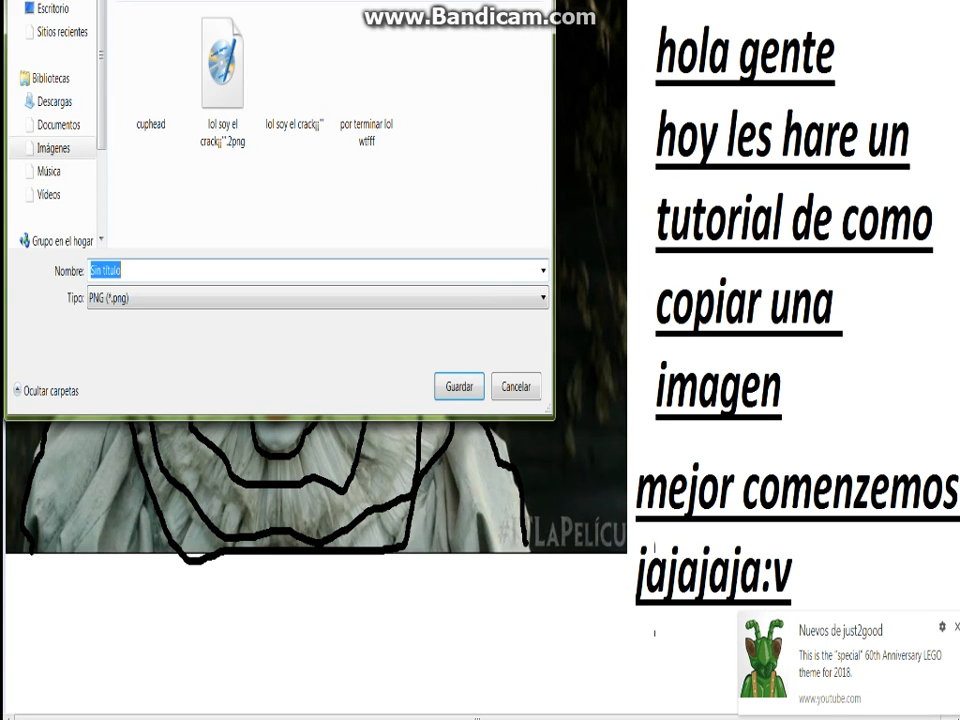 www.Bandicam.com
Escritorio
Sitios recientes
Bibliotecas
Descargas
Documentos
Imágenes
Música
Vídeos
Grupo en el hogar
cuphead
lol soy el
crack¡¡´´.2png
lol soy el crack¡¡´´
por terminar lol
wtfff
Nombre: Sin título
Tipo: PNG (*.png)
Ocultar carpetas
Guardar
Cancelar
LAPELÍCU
hola gente
hoy les hare un
tutorial de como
copiar una
imagen
mejor comenzemos
jajajaja:v
Nuevos de just2good
This is the "special" 60th Anniversary LEGO
theme for 2018.
www.youtube.com